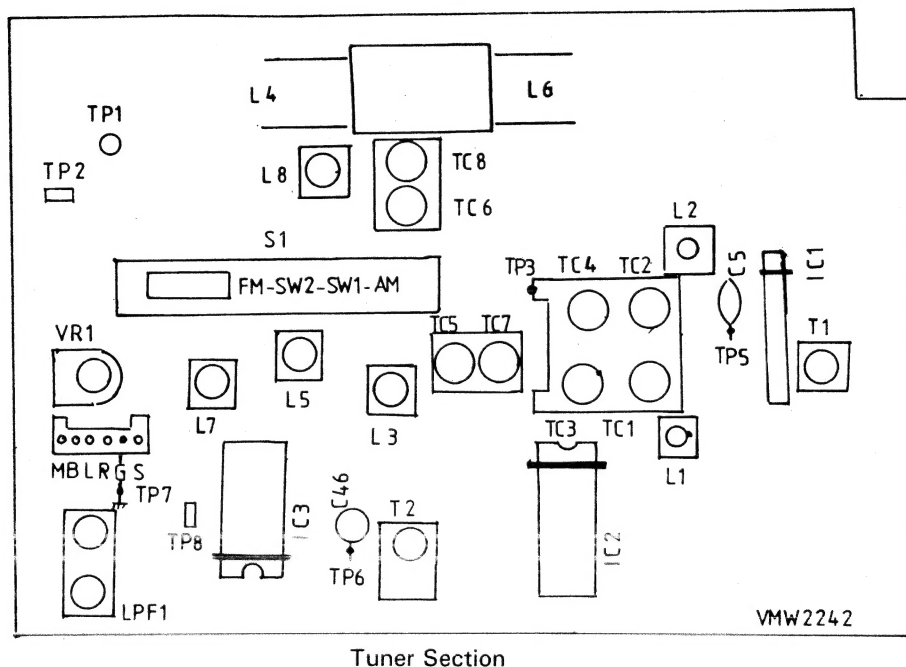 L4
L6
TP1
TP2
L8
TC8
TC6
L2
S1
FM-SW2-SW1-AM
TP3
TC4
TC2
C5
IC1
TC5
TC7
VR1
TP5
T1
L5
L7
L3
TC3
TC1
L1
MBLRGS
TP7
C46
T2
IC3
IC2
TP8
TP6
LPF1
VMW2242
Tuner Section